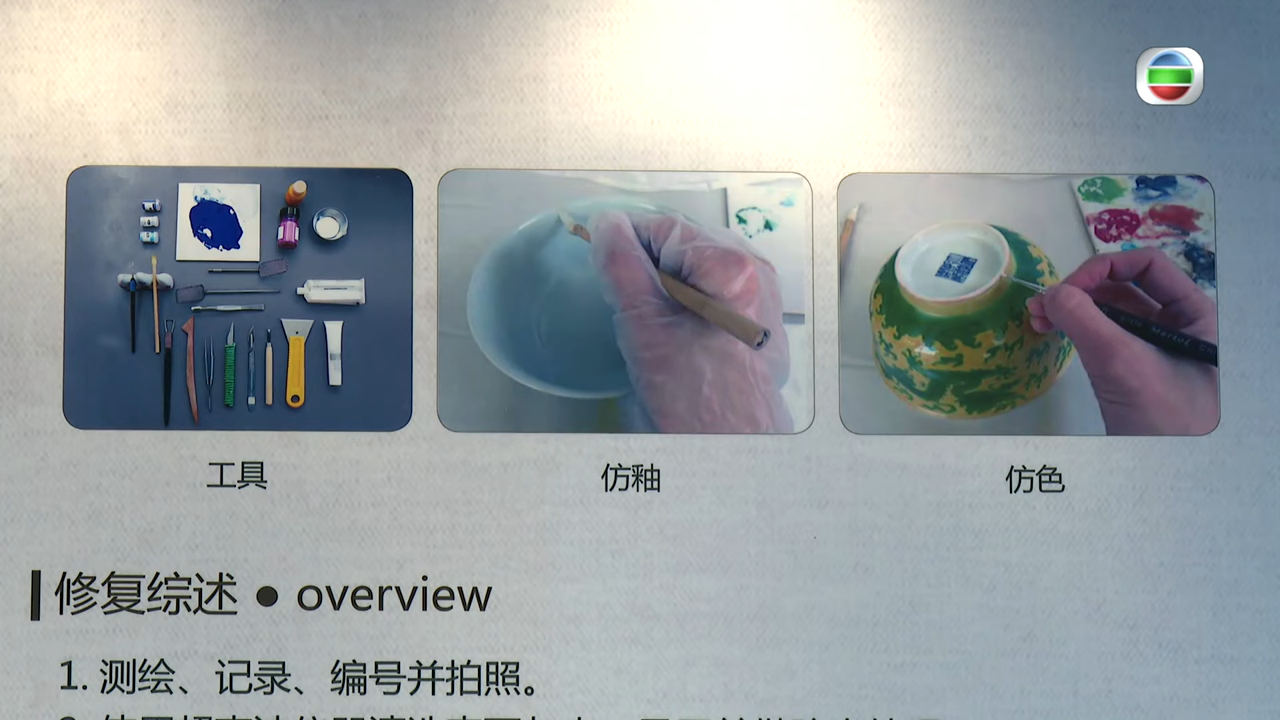 工具
仿釉
仿色
修复综述 ● overview
1. 测绘、记录、编号并拍照。